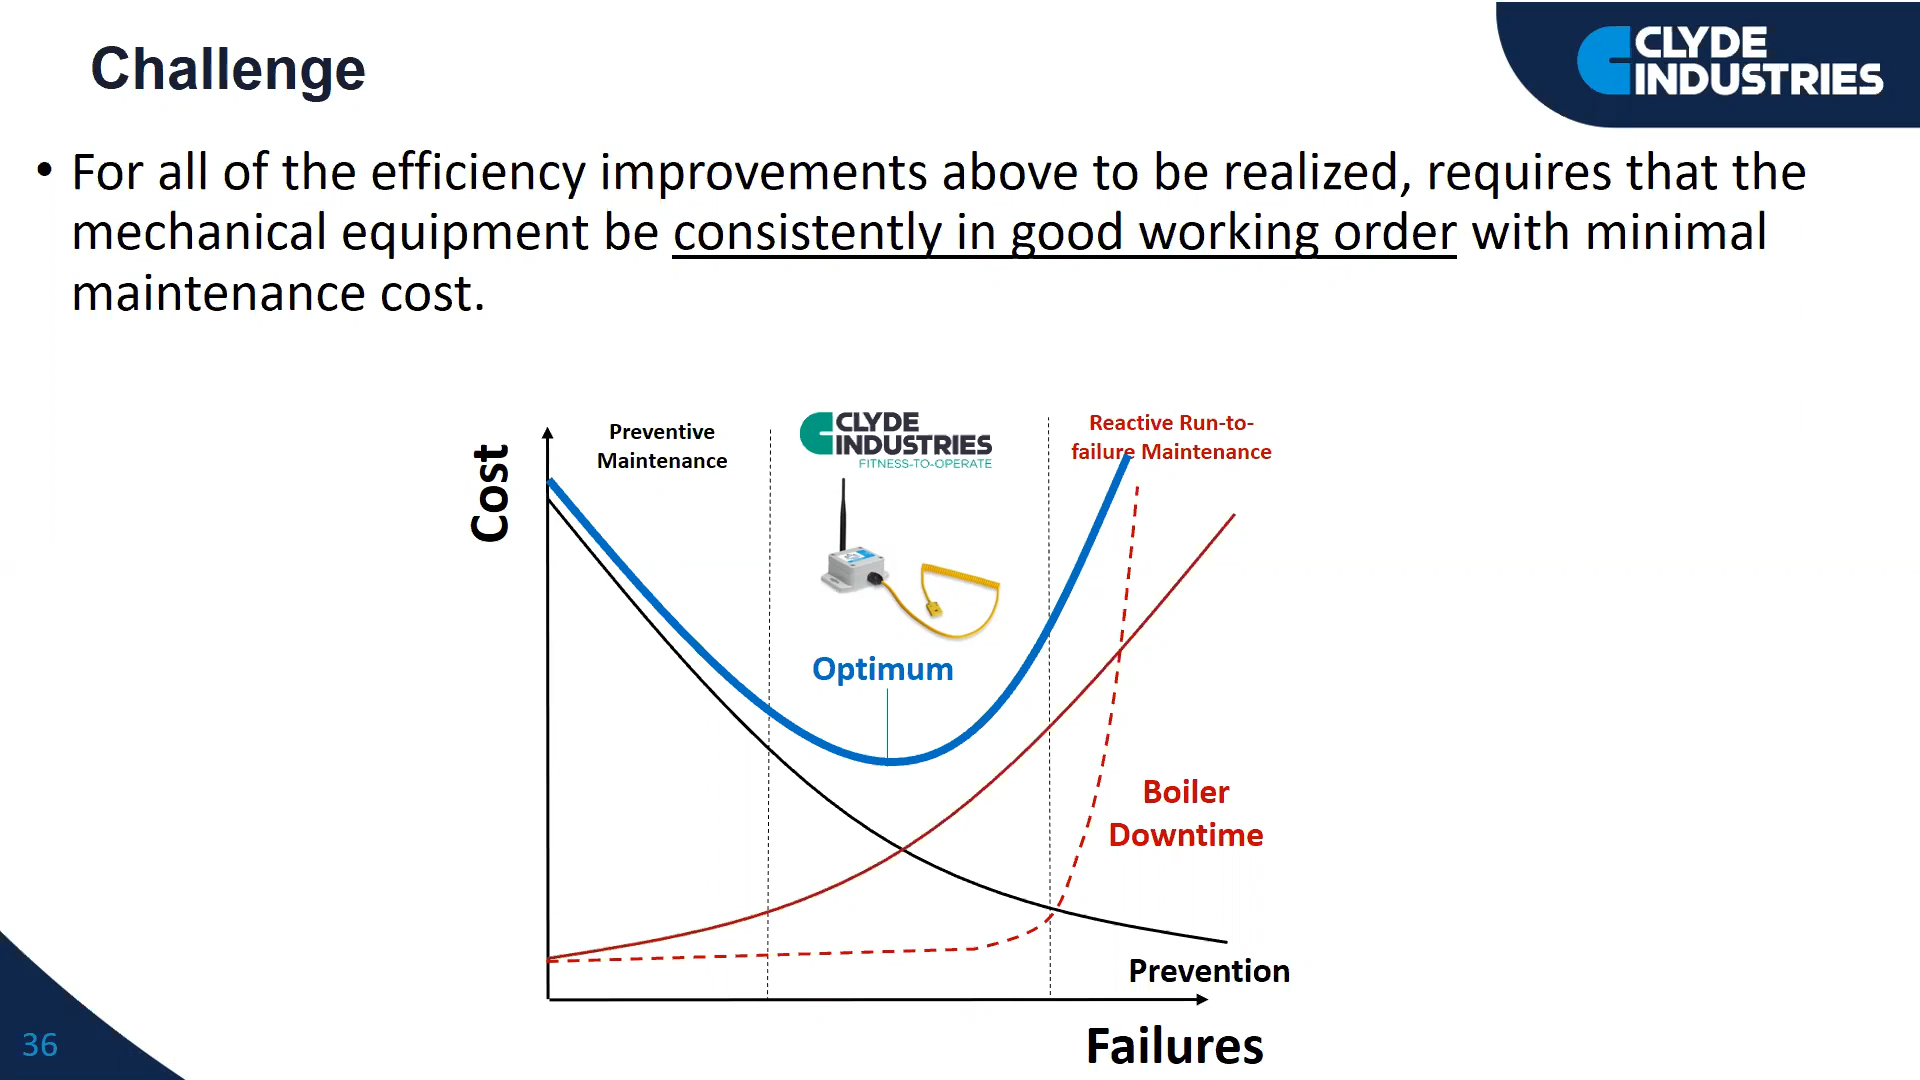 Challenge
CLYDE
INDUSTRIES
• For all of the efficiency improvements above to be realized, requires that the
mechanical equipment be consistently in good working order with minimal
maintenance cost.
Cost
Preventive
Maintenance
CLYDE
INDUSTRIES
FITNESS-TO-OPERATE
Reactive Run-to-
failure Maintenance
Optimum
Boiler
Downtime
Prevention
Failures
36